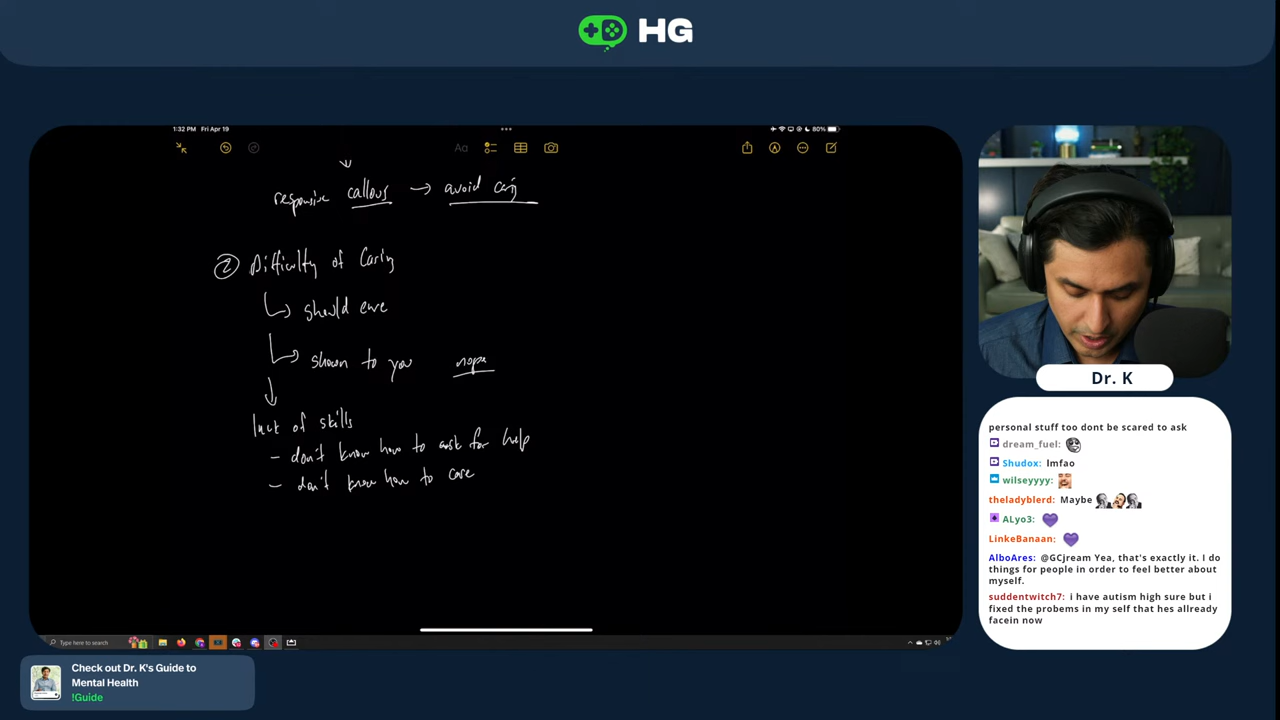 HG
1:32 PM Fri Apr 19
80%
Aa
responsive callous → avoid caring
② Difficulty of Caring
should care
shown to you nope
lack of skills
- don't know how to ask for help
- don't know how to care
Type here to search
Dr. K
personal stuff too dont be scared to ask
dream_fuel:
Shudox: lmfao
wilseyyyy:
theladyblerd: Maybe
ALyo3:
LinkeBanaan:
AlboAres: @GCjream Yea, that's exactly it. I do
things for people in order to feel better about
myself.
suddentwitch7: i have autism high sure but i
fixed the probems in my self that hes allready
facein now
Check out Dr. K's Guide to
Mental Health
!Guide